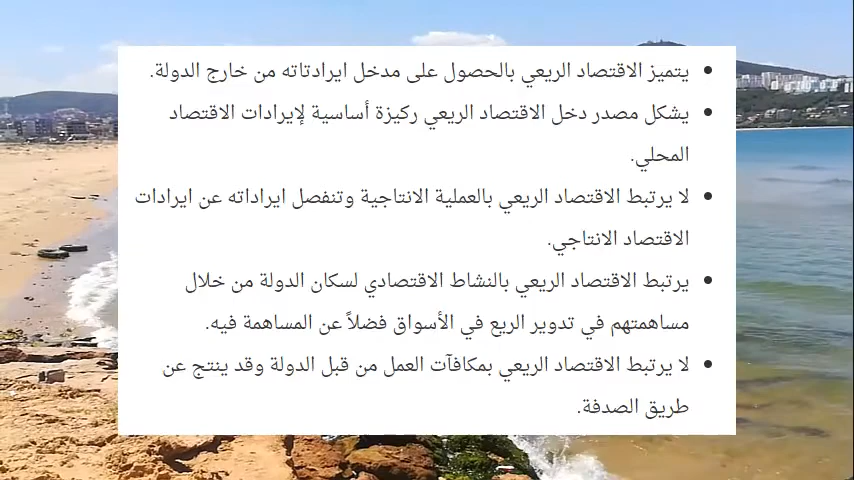 يتميز الاقتصاد الريعي بالحصول على مدخل ايرادتاته من خارج الدولة.
يشكل مصدر دخل الاقتصاد الريعي ركيزة أساسية لإيرادات الاقتصاد
المحلي.
لا يرتبط الاقتصاد الريعي بالعملية الانتاجية وتنفصل ايراداته عن ايرادات
الاقتصاد الانتاجي.
يرتبط الاقتصاد الريعي بالنشاط الاقتصادي لسكان الدولة من خلال
مساهمتهم في تدوير الريع في الأسواق فضلاً عن المساهمة فيه.
لا يرتبط الاقتصاد الريعي بمكافآت العمل من قبل الدولة وقد ينتج عن
طريق الصدفة.